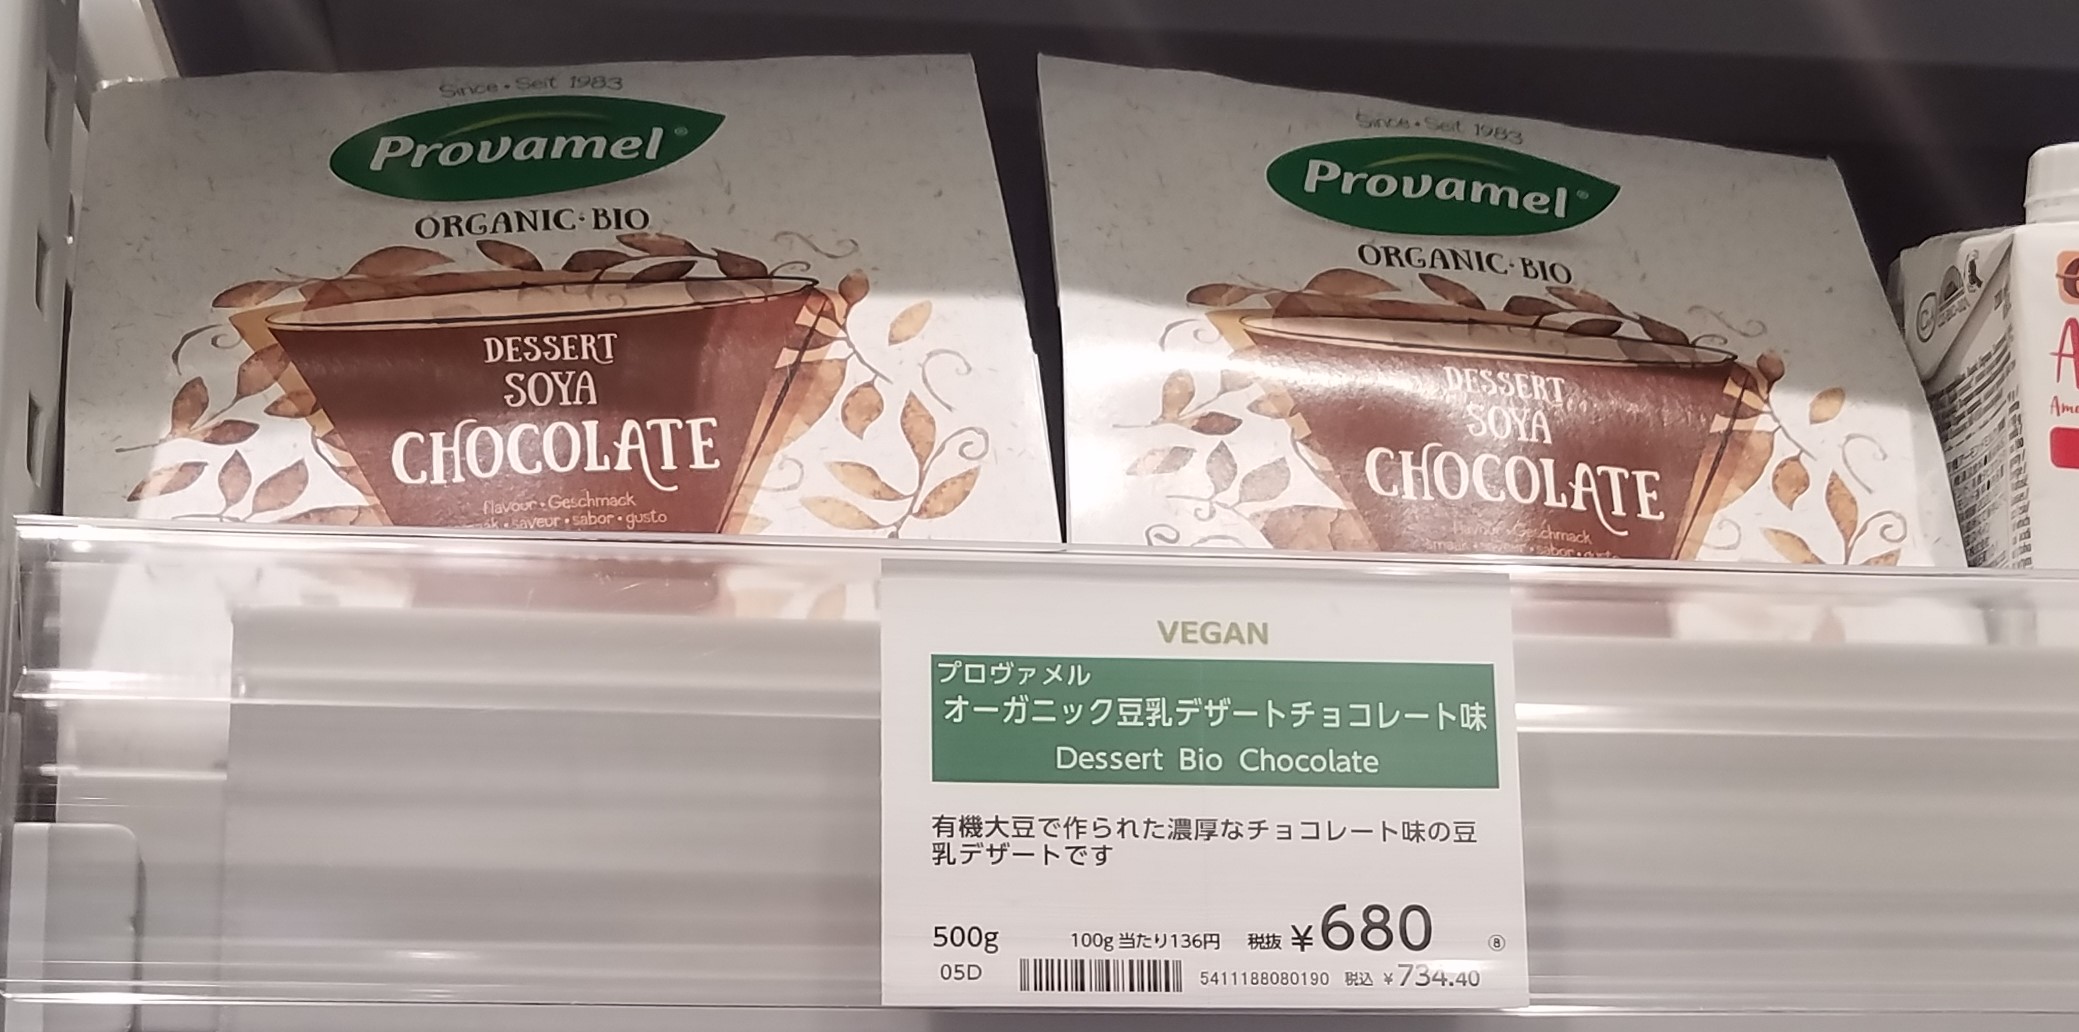 Since • Seit 1983
Provamel®
ORGANIC·BIO
DESSERT
SOYA
CHOCOLATE
flavour • Geschmack
saveur • sabor • gusto
Since • Seit 1983
Provamel®
ORGANIC·BIO
DESSERT
SOYA
CHOCOLATE
flavour • Geschmack
smaak • saveur • sabor • gusto
VEGAN
プロヴァメル
オーガニック豆乳デザートチョコレート味
Dessert Bio Chocolate
有機大豆で作られた濃厚なチョコレート味の豆
乳デザートです
500g 100g当たり136円 税抜 ¥680 ⑧
05D 5411188080190 税込 ¥734.40